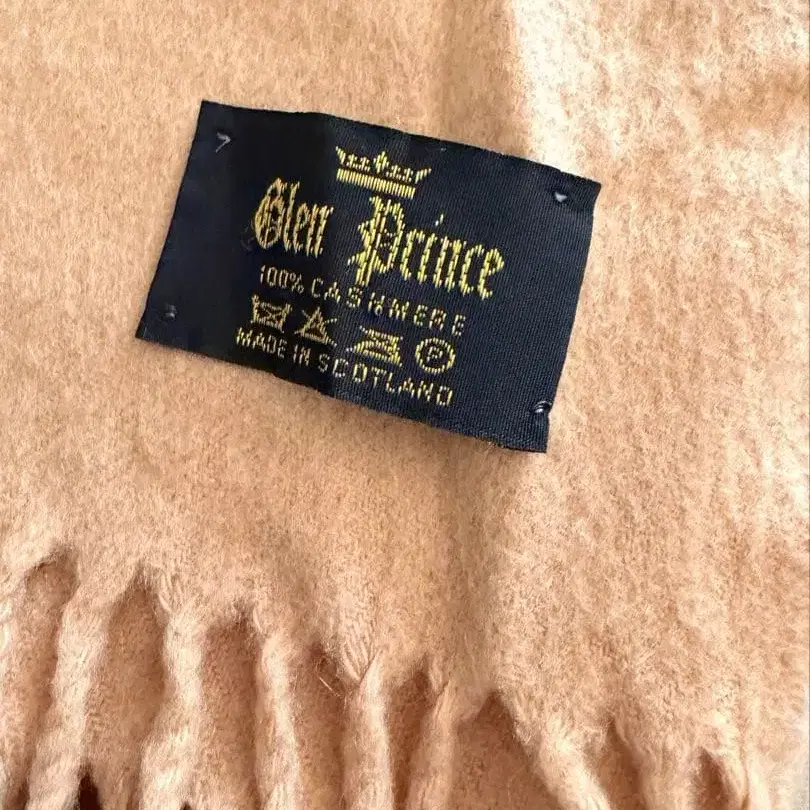 Glen Prince
100% CASHMERE
P
MADE IN SCOTLAND